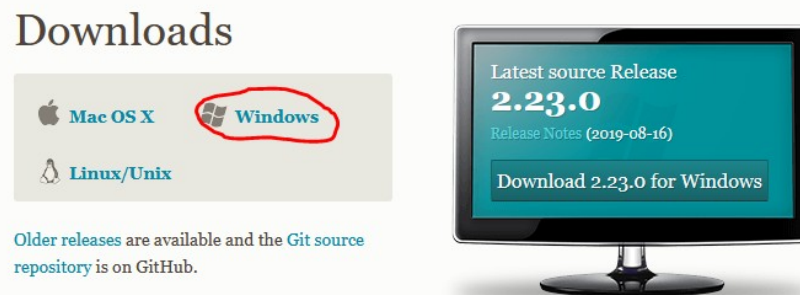 Downloads
Mac OS X
Windows
Linux/Unix
Older releases are available and the Git source
repository is on GitHub.
Latest source Release
2.23.0
Release Notes (2019-08-16)
Download 2.23.0 for Windows